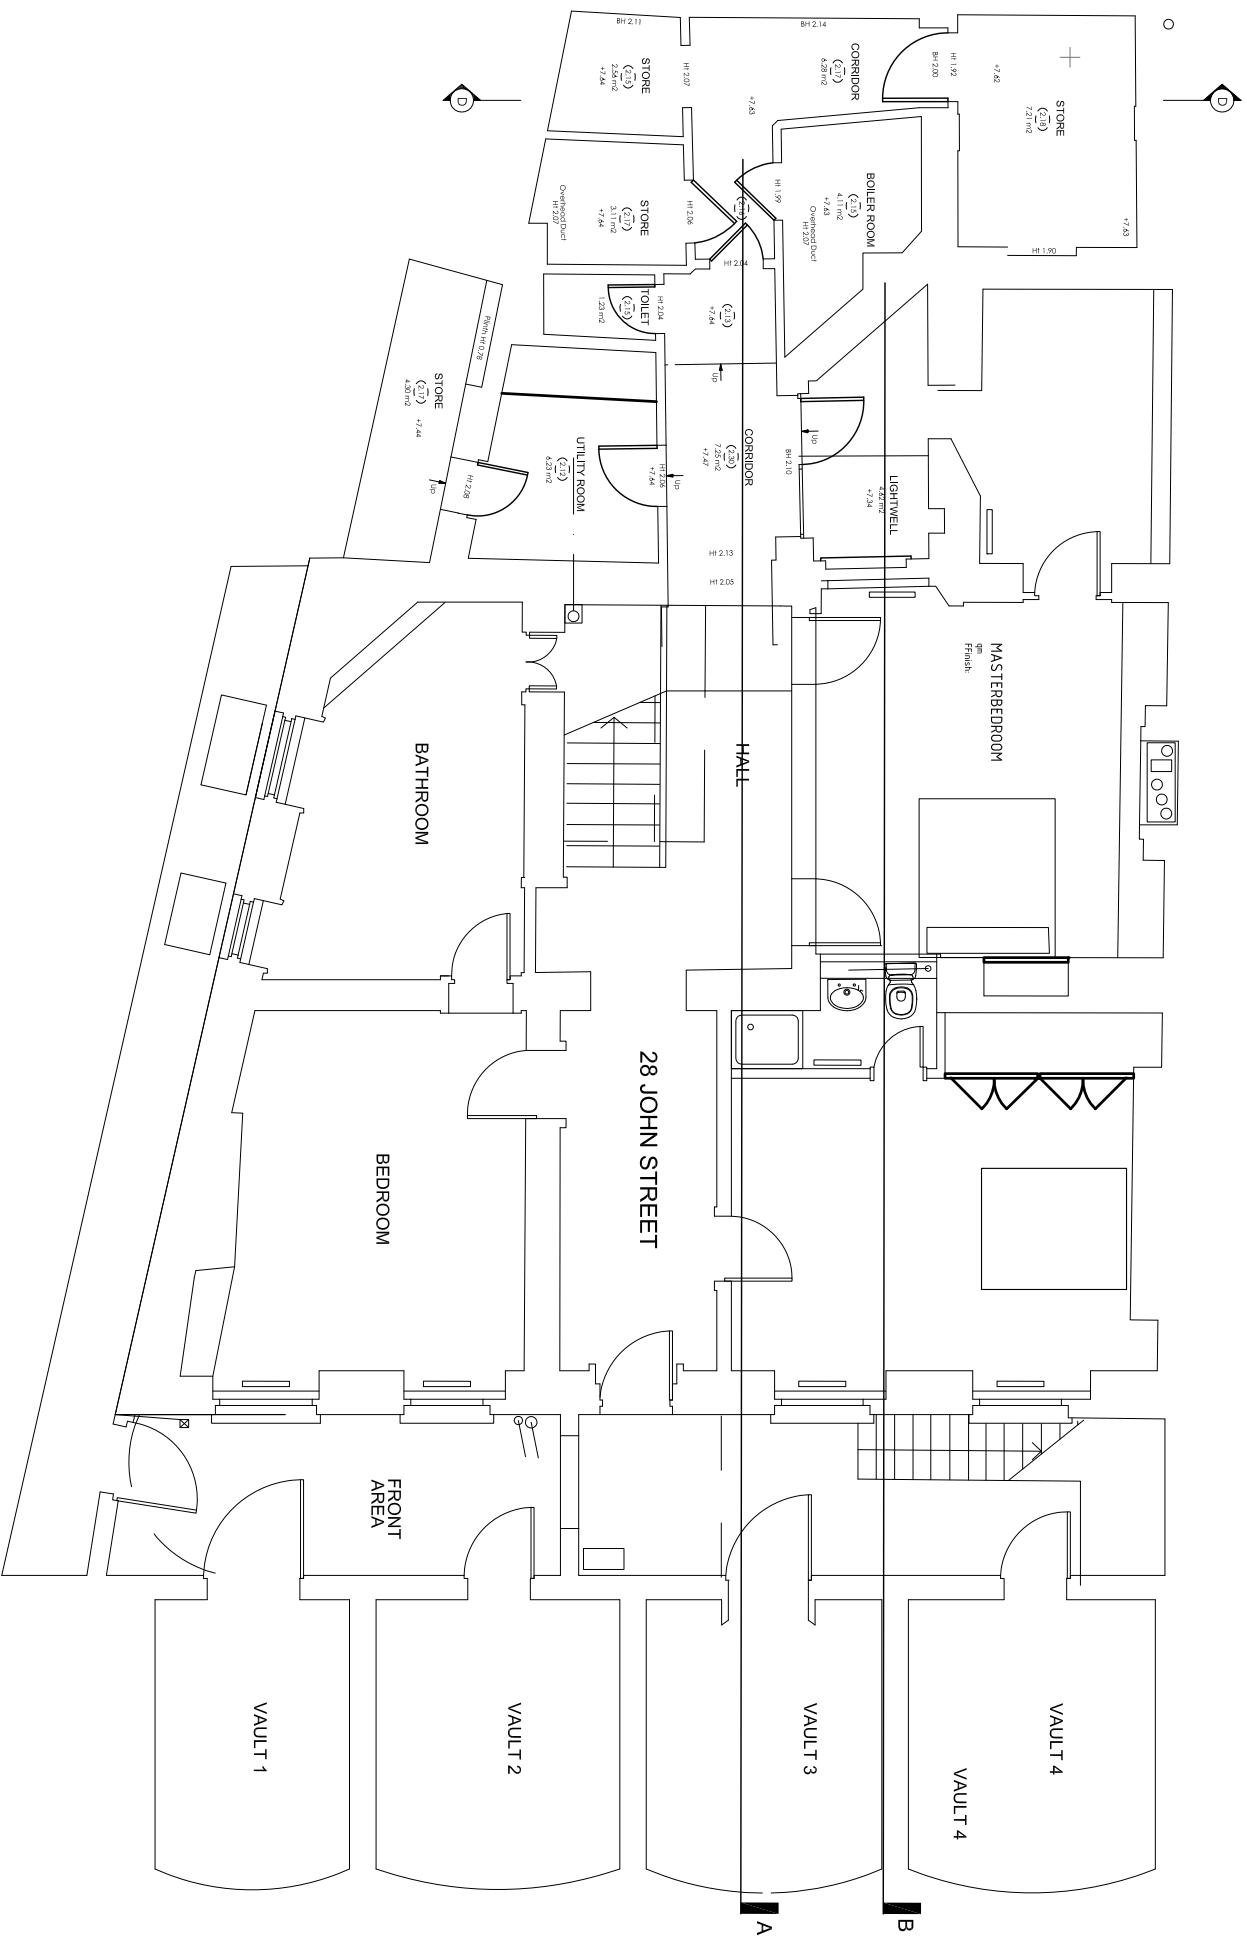 BH 2.11
BH 2.14
STORE
(2.15)
2.56 m2
+7.64
Ht 2.07
CORRIDOR
(2.17)
6.28 m2
+7.63
BH 2.00
Ht 1.92
+7.62
STORE
(2.18)
7.21 m2
+7.63
Ht 1.90
D
D
STORE
(2.17)
3.11 m2
+7.64
Overhead Duct
Ht 2.07
Ht 2.06
Ht 1.99
BOILER ROOM
(2.15)
4.11 m2
+7.63
Overhead Duct
Ht 2.07
Ht 2.04
TOILET
(2.15)
1.23 m2
Ht 2.04
(2.13)
+7.64
Up
Plinth Ht 0.78
STORE
(2.17)
4.30 m2
+7.44
Up
Ht 2.08
UTILITY ROOM
(2.12)
6.23 m2
Ht 2.06
+7.64
Up
CORRIDOR
(2.30)
7.25 m2
+7.47
BH 2.10
Up
Ht 2.13
Ht 2.05
LIGHTWELL
4.62 m2
+7.34
MASTERBEDROOM
qm
FFinish:
HALL
BATHROOM
28 JOHN STREET
BEDROOM
FRONT
AREA
VAULT 1
VAULT 2
VAULT 3
VAULT 4
VAULT 4
A
B